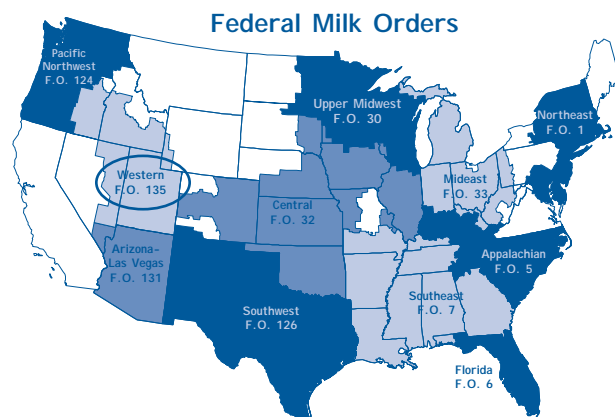 Federal Milk Orders
Pacific
Northwest
F.O. 124
Upper Midwest
F.O. 30
Northeast
F.O. 1
Western
F.O. 135
Mideast
F.O. 33
Central
F.O. 32
Arizona-
Las Vegas
F.O. 131
Appalachian
F.O. 5
Southwest
F.O. 126
Southeast
F.O. 7
Florida
F.O. 6